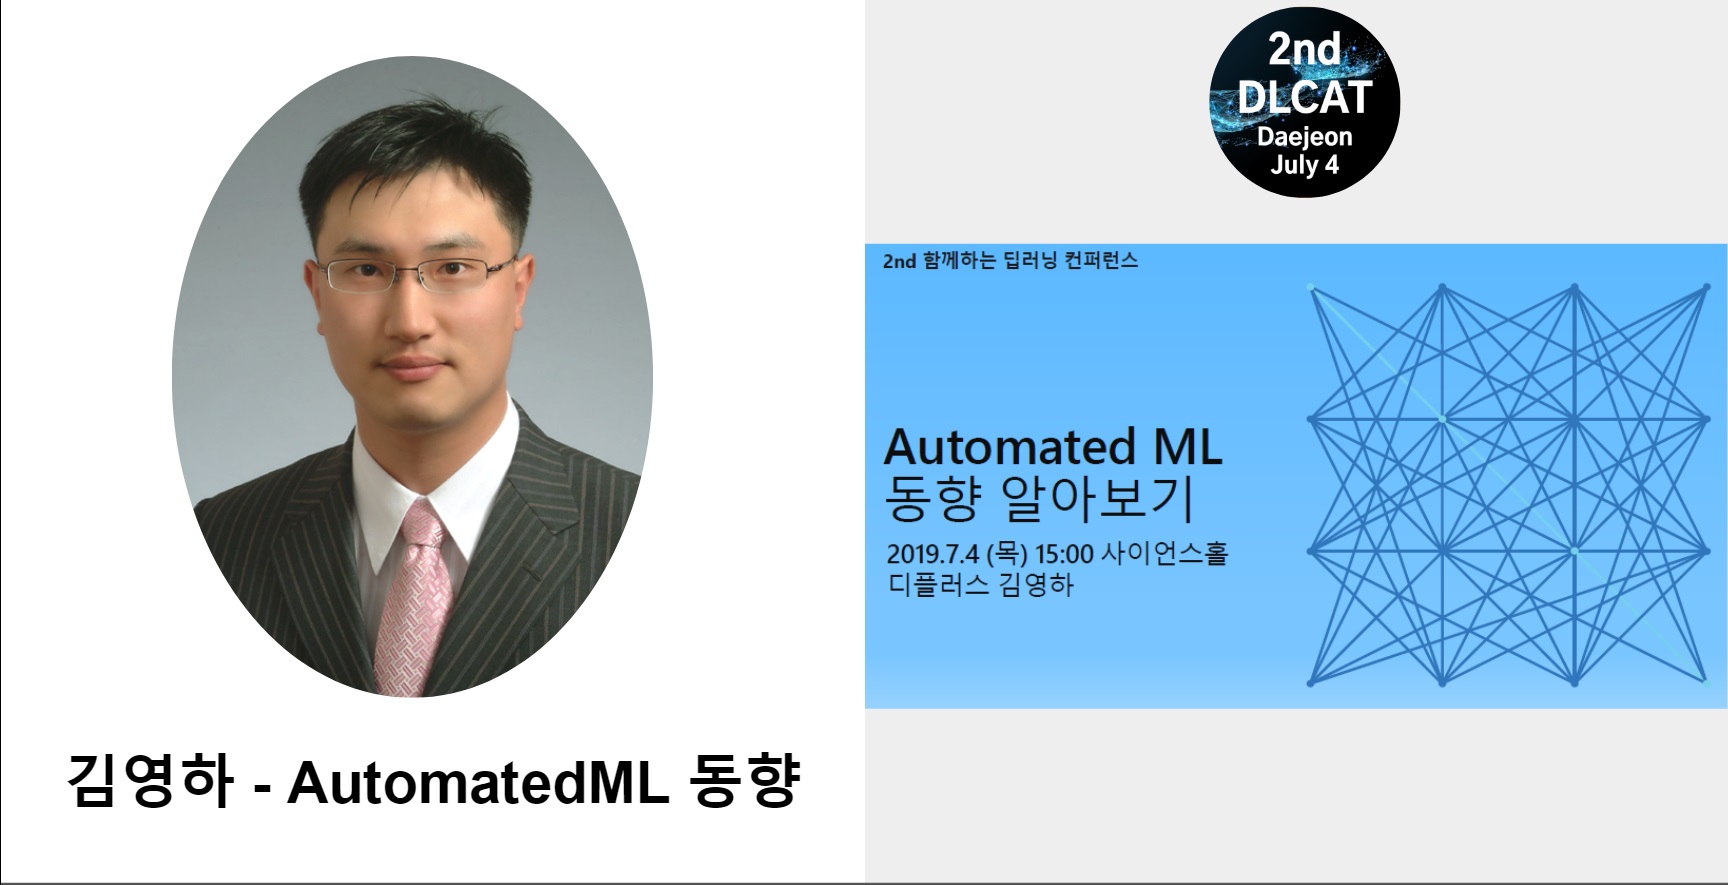 김영하 - AutomatedML 동향
2nd
DLCAT
Daejeon
July 4
2nd 함께하는 딥러닝 컨퍼런스
Automated ML
동향 알아보기
2019.7.4 (목) 15:00 사이언스홀
디플러스 김영하